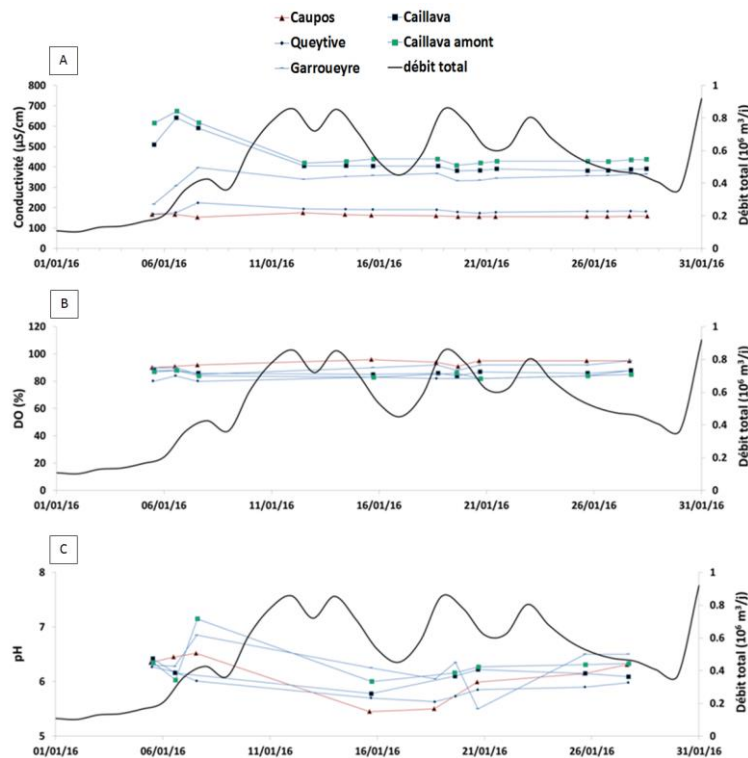 Caupos Caillava
Queytive Caillava amont
Garroueyre débit total
A
Conductivité (µS/cm)
800
700
600
500
400
300
200
100
0
Débit total (10⁶ m³/j)
1
0.8
0.6
0.4
0.2
0
01/01/16 06/01/16 11/01/16 16/01/16 21/01/16 26/01/16 31/01/16
B
DO (%)
120
100
80
60
40
20
0
Débit total (10⁶ m³/j)
1
0.8
0.6
0.4
0.2
0
01/01/16 06/01/16 11/01/16 16/01/16 21/01/16 26/01/16 31/01/16
C
pH
8
7
6
5
Débit total (10⁶ m³/j)
1
0.8
0.6
0.4
0.2
0
01/01/16 06/01/16 11/01/16 16/01/16 21/01/16 26/01/16 31/01/16